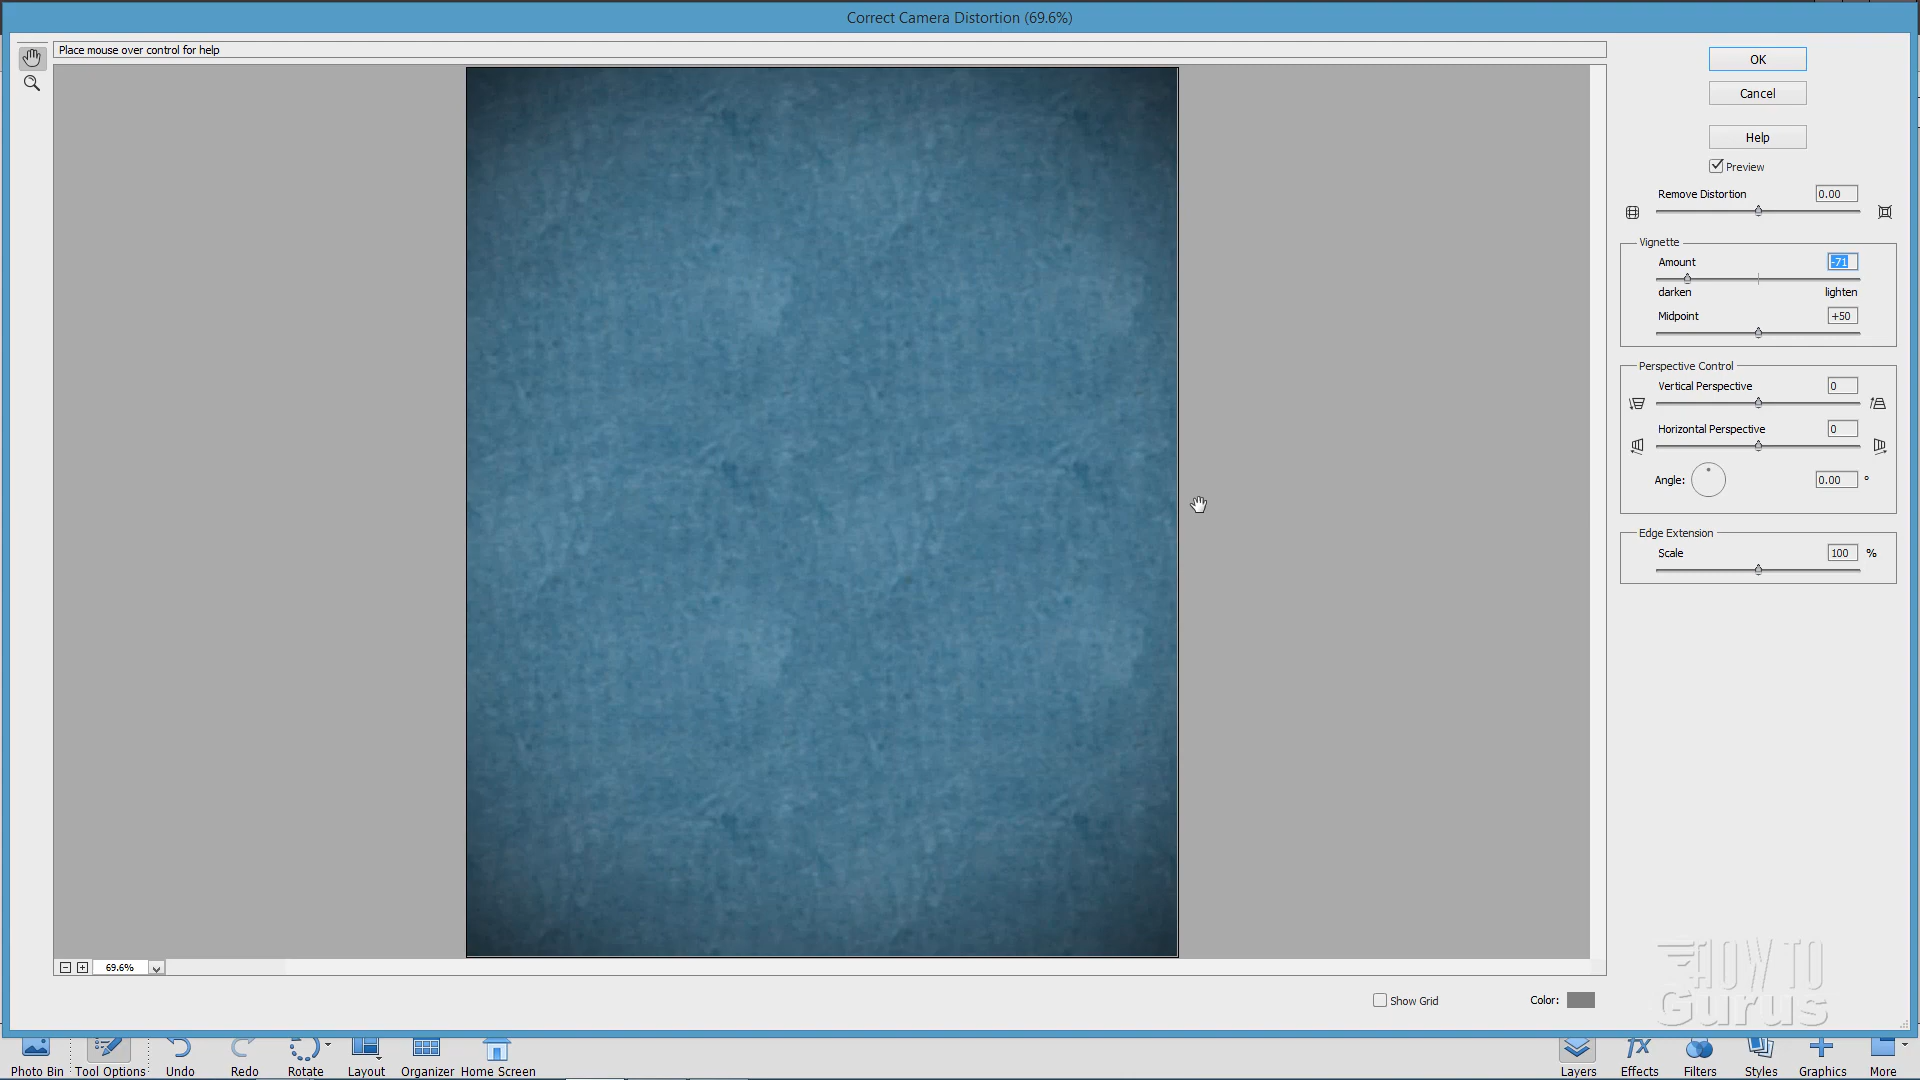 Correct Camera Distortion (69.6%)
Place mouse over control for help
OK
Cancel
Help
Preview
Remove Distortion 0.00
Vignette
Amount -71
darken lighten
Midpoint +50
Perspective Control
Vertical Perspective 0
Horizontal Perspective 0
Angle: 0.00 °
Edge Extension
Scale 100 %
69.6%
Show Grid Color:
HOW TO
Gurus
Photo Bin Tool Options Undo Redo Rotate Layout Organizer Home Screen Layers Effects Filters Styles Graphics More